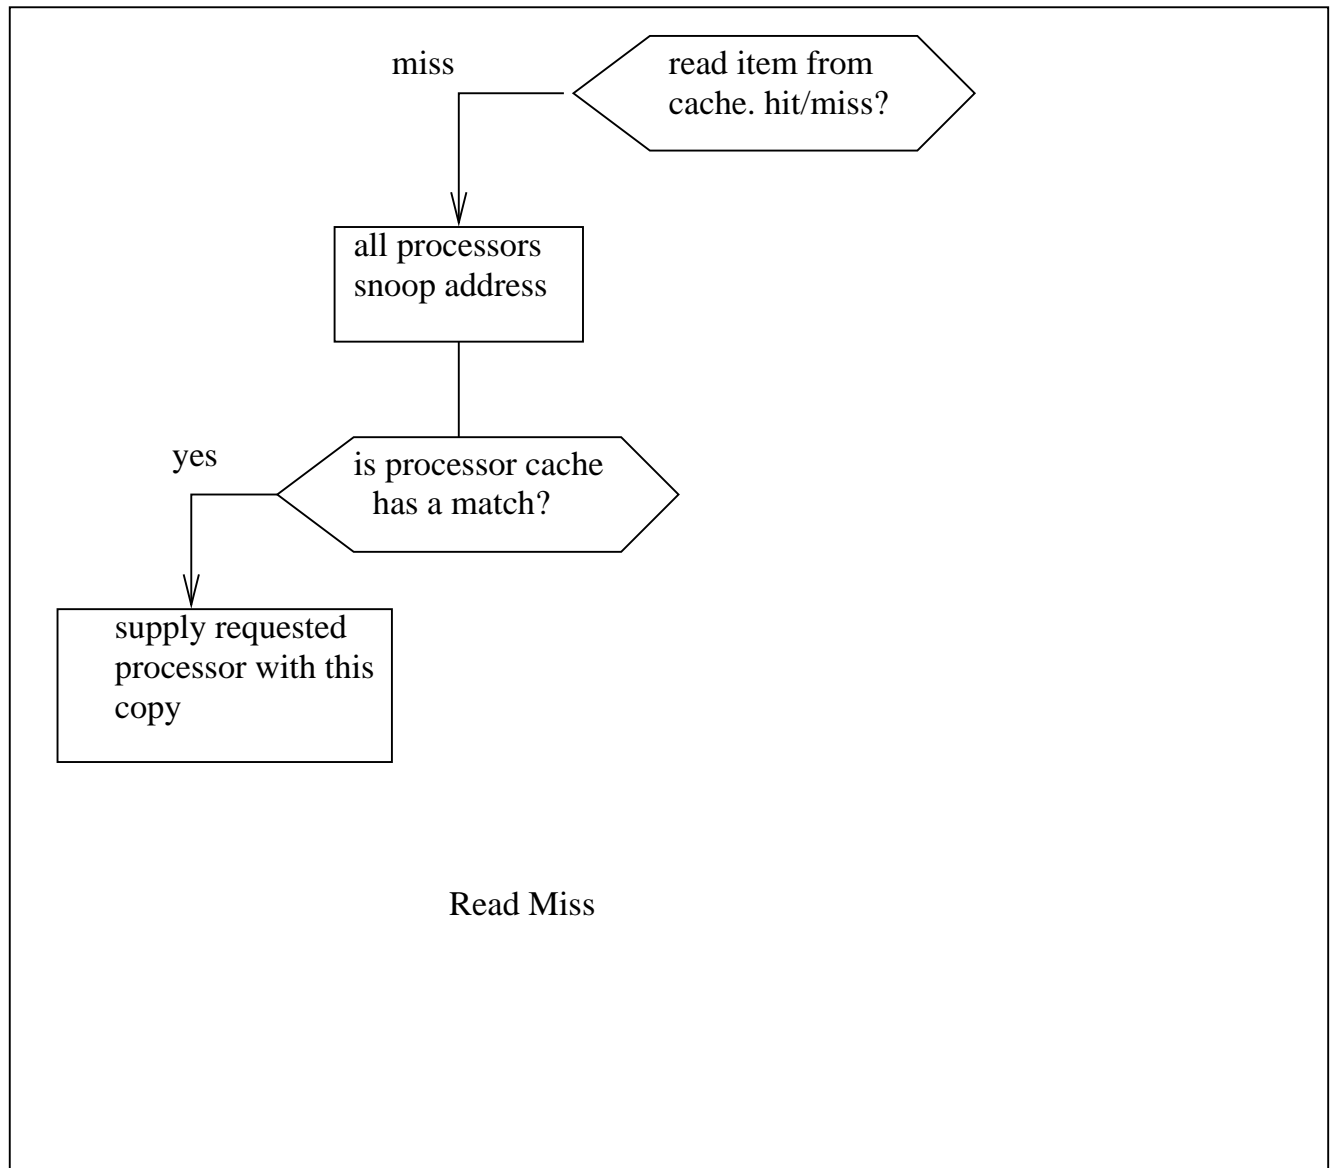 miss
read item from
cache. hit/miss?
all processors
snoop address
yes
is processor cache
has a match?
supply requested
processor with this
copy
Read Miss